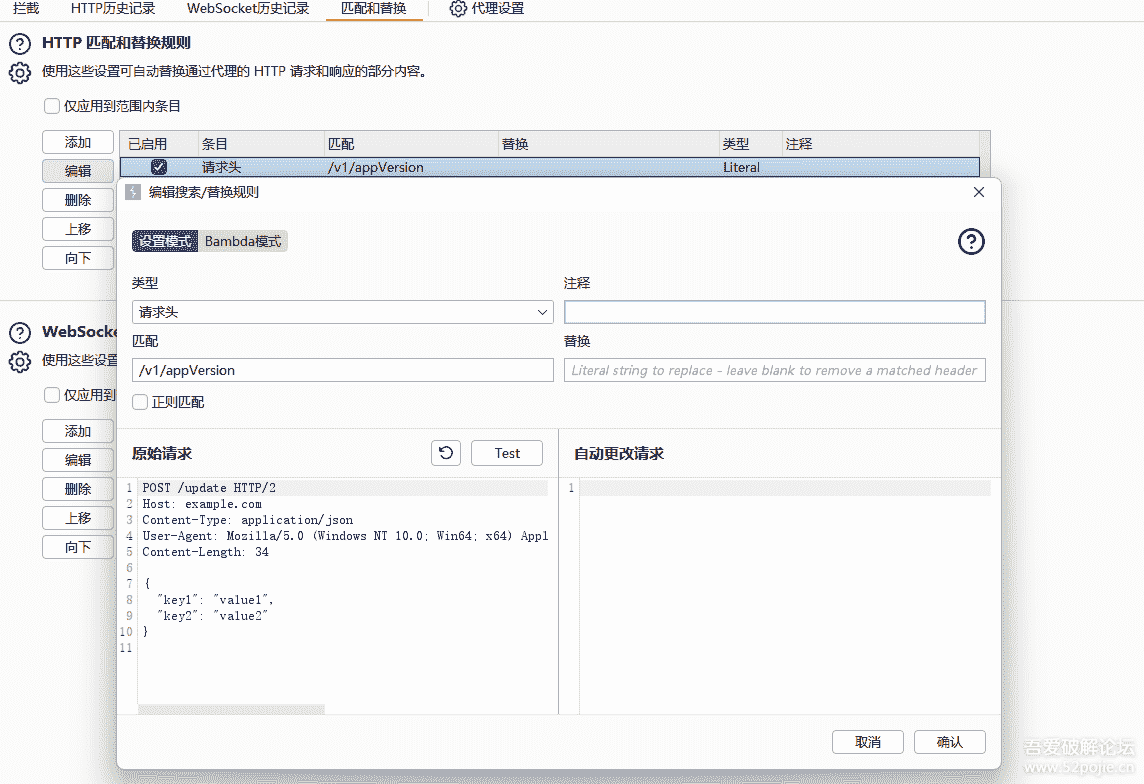 拦截 HTTP历史记录 WebSocket历史记录 匹配和替换 代理设置
HTTP 匹配和替换规则
使用这些设置可自动替换通过代理的 HTTP 请求和响应的部分内容。
仅应用到范围内条目
添加 已启用 条目 匹配 替换 类型 注释
编辑 请求头 /v1/appVersion Literal
删除
上移
向下
编辑搜索/替换规则
设置模式 Bambda模式
类型 注释
请求头
匹配 替换
/v1/appVersion Literal string to replace - leave blank to remove a matched header
正则匹配
原始请求 Test 自动更改请求
1 POST /update HTTP/2 1
2 Host: example.com
3 Content-Type: application/json
4 User-Agent: Mozilla/5.0 (Windows NT 10.0; Win64; x64) Appl
5 Content-Length: 34
6
7 {
8 "key1": "value1",
9 "key2": "value2"
10 }
11
取消 确认
WebSocke
使用这些设置
仅应用到
添加
编辑
删除
上移
向下
吾爱破解论坛
www.52pojie.cn